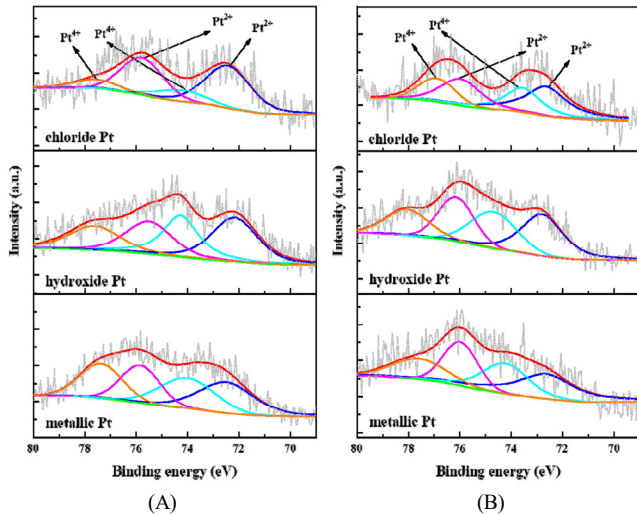 Pt4+ Pt4+ Pt2+ Pt2+
chloride Pt
hydroxide Pt
metallic Pt
Intensity (a.u.)
80 78 76 74 72 70
Binding energy (eV)
(A)
Pt4+ Pt4+ Pt2+ Pt2+
chloride Pt
hydroxide Pt
metallic Pt
Intensity (a.u.)
80 78 76 74 72 70
Binding energy (eV)
(B)